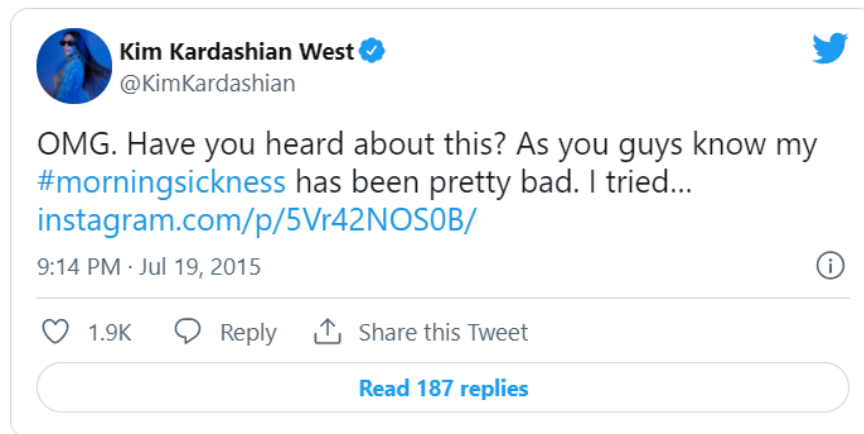 Kim Kardashian West
@KimKardashian
OMG. Have you heard about this? As you guys know my
#morningsickness has been pretty bad. I tried...
instagram.com/p/5Vr42NOS0B/
9:14 PM · Jul 19, 2015
1.9K Reply Share this Tweet
Read 187 replies